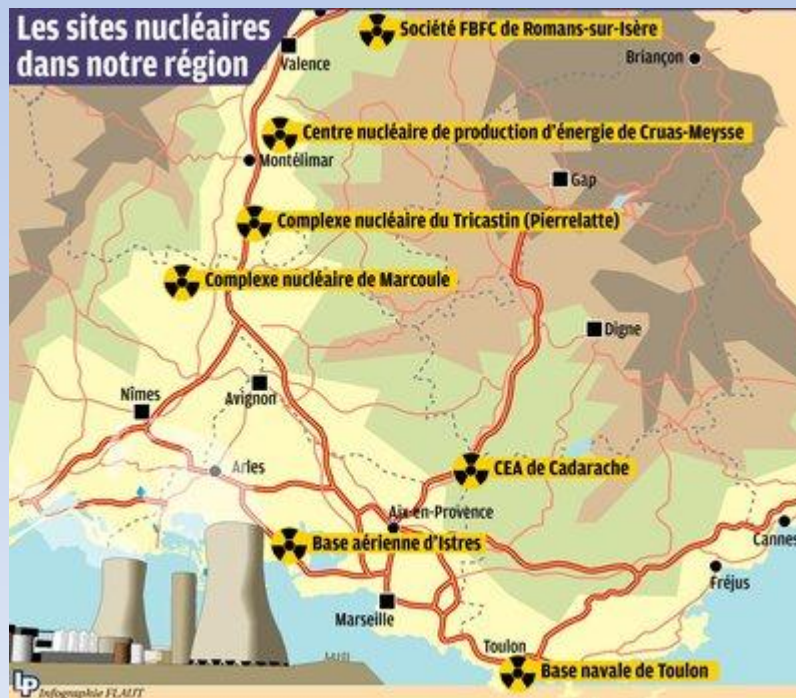 Les sites nucléaires
dans notre région
Société FBFC de Romans-sur-Isère
Valence
Briançon
Centre nucléaire de production d'énergie de Cruas-Meysse
Montélimar
Gap
Complexe nucléaire du Tricastin (Pierrelatte)
Complexe nucléaire de Marcoule
Digne
Nîmes
Avignon
Arles
CEA de Cadarache
Aix-en-Provence
Base aérienne d'Istres
Cannes
Fréjus
Marseille
Toulon
Base navale de Toulon
LP Infographie FLAUT